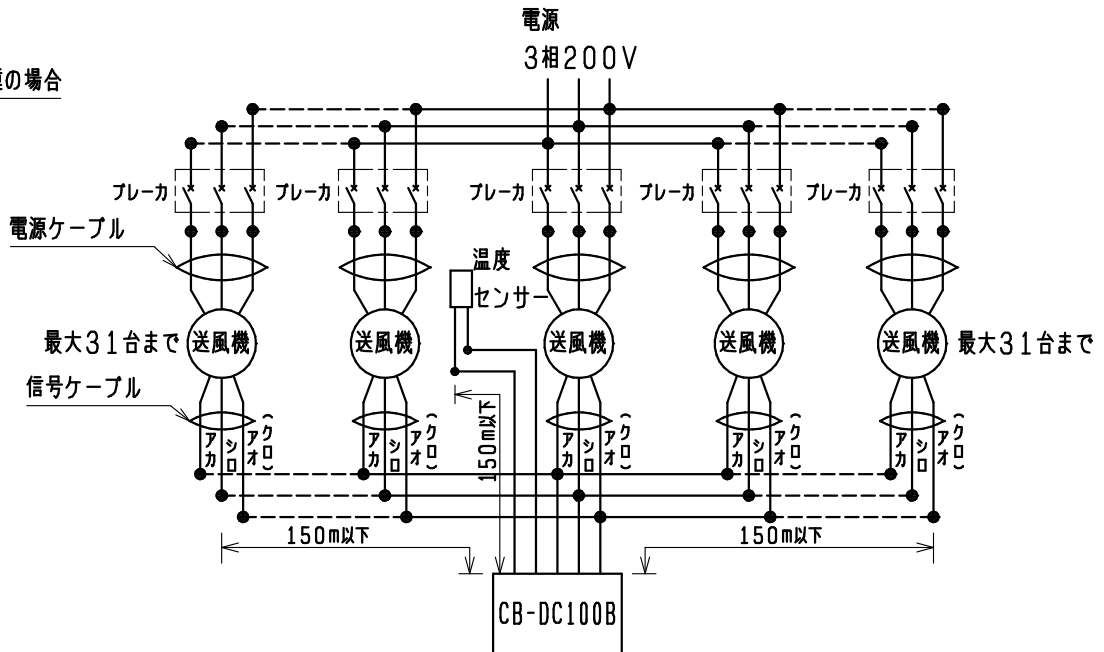 電源
3相200V
の場合
ブレーカ
ブレーカ
ブレーカ
ブレーカ
ブレーカ
電源ケーブル
温度
センサー
最大31台まで
送風機
送風機
送風機
送風機
送風機
最大31台まで
信号ケーブル
アカ
シロ
アオ
(クロ)
アカ
シロ
アオ
(クロ)
150m以下
アカ
シロ
アオ
(クロ)
アカ
シロ
アオ
(クロ)
アカ
シロ
アオ
(クロ)
150m以下
150m以下
CB-DC100B